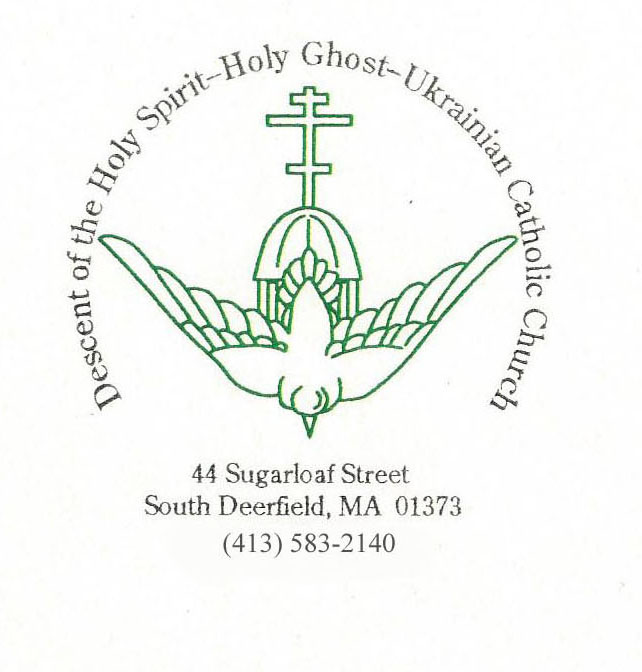 Descent of the Holy Spirit-Holy Ghost-Ukrainian Catholic Church
44 Sugarloaf Street
South Deerfield, MA 01373
(413) 583-2140